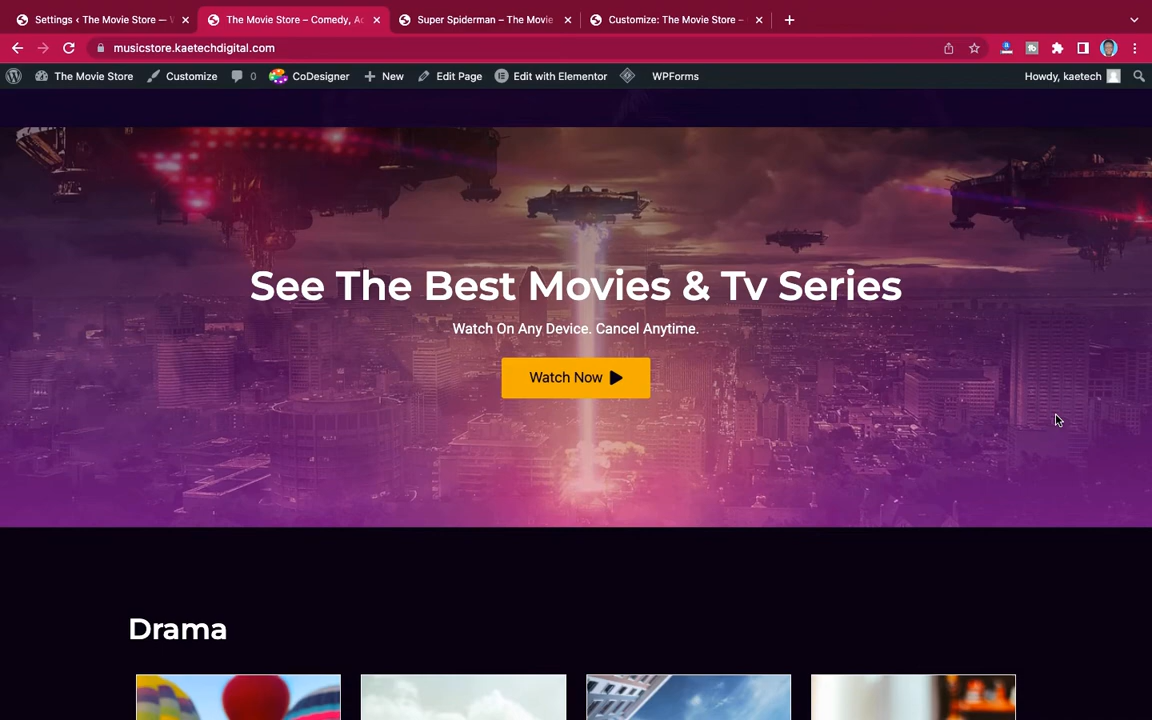 Settings ‹ The Movie Store —
The Movie Store – Comedy, Ac
Super Spiderman – The Movie
Customize: The Movie Store –
musicstore.kaetechdigital.com
The Movie Store
Customize
0
CoDesigner
New
Edit Page
Edit with Elementor
WPForms
Howdy, kaetech
See The Best Movies & Tv Series
Watch On Any Device. Cancel Anytime.
Watch Now
Drama